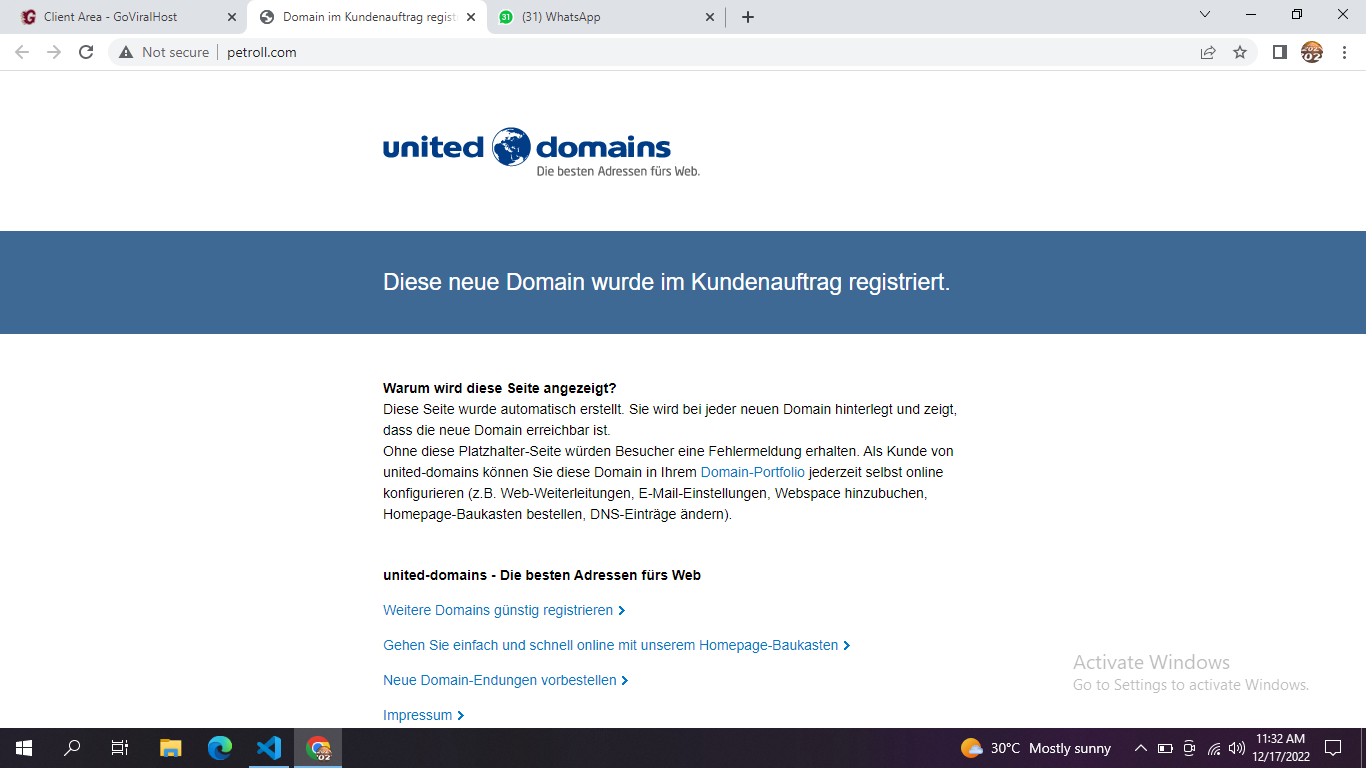 Client Area - GoViralHost
Domain im Kundenauftrag regist
31
(31) WhatsApp
Not secure
petroll.com
united domains
Die besten Adressen fürs Web.
Diese neue Domain wurde im Kundenauftrag registriert.
Warum wird diese Seite angezeigt?
Diese Seite wurde automatisch erstellt. Sie wird bei jeder neuen Domain hinterlegt und zeigt,
dass die neue Domain erreichbar ist.
Ohne diese Platzhalter-Seite würden Besucher eine Fehlermeldung erhalten. Als Kunde von
united-domains können Sie diese Domain in Ihrem Domain-Portfolio jederzeit selbst online
konfigurieren (z.B. Web-Weiterleitungen, E-Mail-Einstellungen, Webspace hinzubuchen,
Homepage-Baukasten bestellen, DNS-Einträge ändern).
united-domains - Die besten Adressen fürs Web
Weitere Domains günstig registrieren
Gehen Sie einfach und schnell online mit unserem Homepage-Baukasten
Neue Domain-Endungen vorbestellen
Impressum
Activate Windows
Go to Settings to activate Windows.
30°C Mostly sunny
11:32 AM
12/17/2022